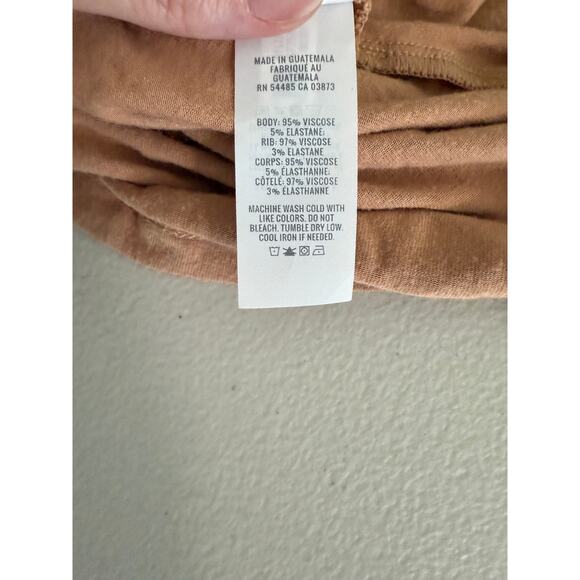 MADE IN GUATEMALA
FABRIQUÉ AU
GUATEMALA
RN 54485 CA 03873
BODY: 95% VISCOSE
5% ELASTANE;
RIB: 97% VISCOSE
3% ELASTANE
CORPS: 95% VISCOSE
5% ÉLASTHANNE;
CÔTELÉ: 97% VISCOSE
3% ÉLASTHANNE
MACHINE WASH COLD WITH
LIKE COLORS. DO NOT
BLEACH. TUMBLE DRY LOW.
COOL IRON IF NEEDED.